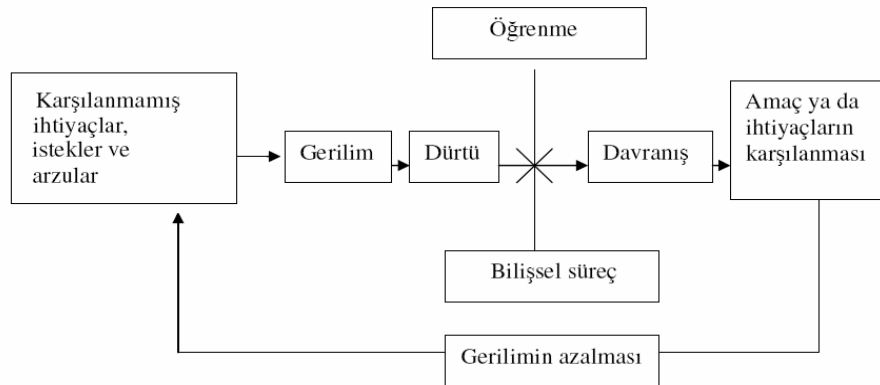 Öğrenme
Karşılanmamış
ihtiyaçlar,
istekler ve
arzular
Gerilim
Dürtü
Davranış
Amaç ya da
ihtiyaçların
karşılanması
Bilişsel süreç
Gerilimin azalması